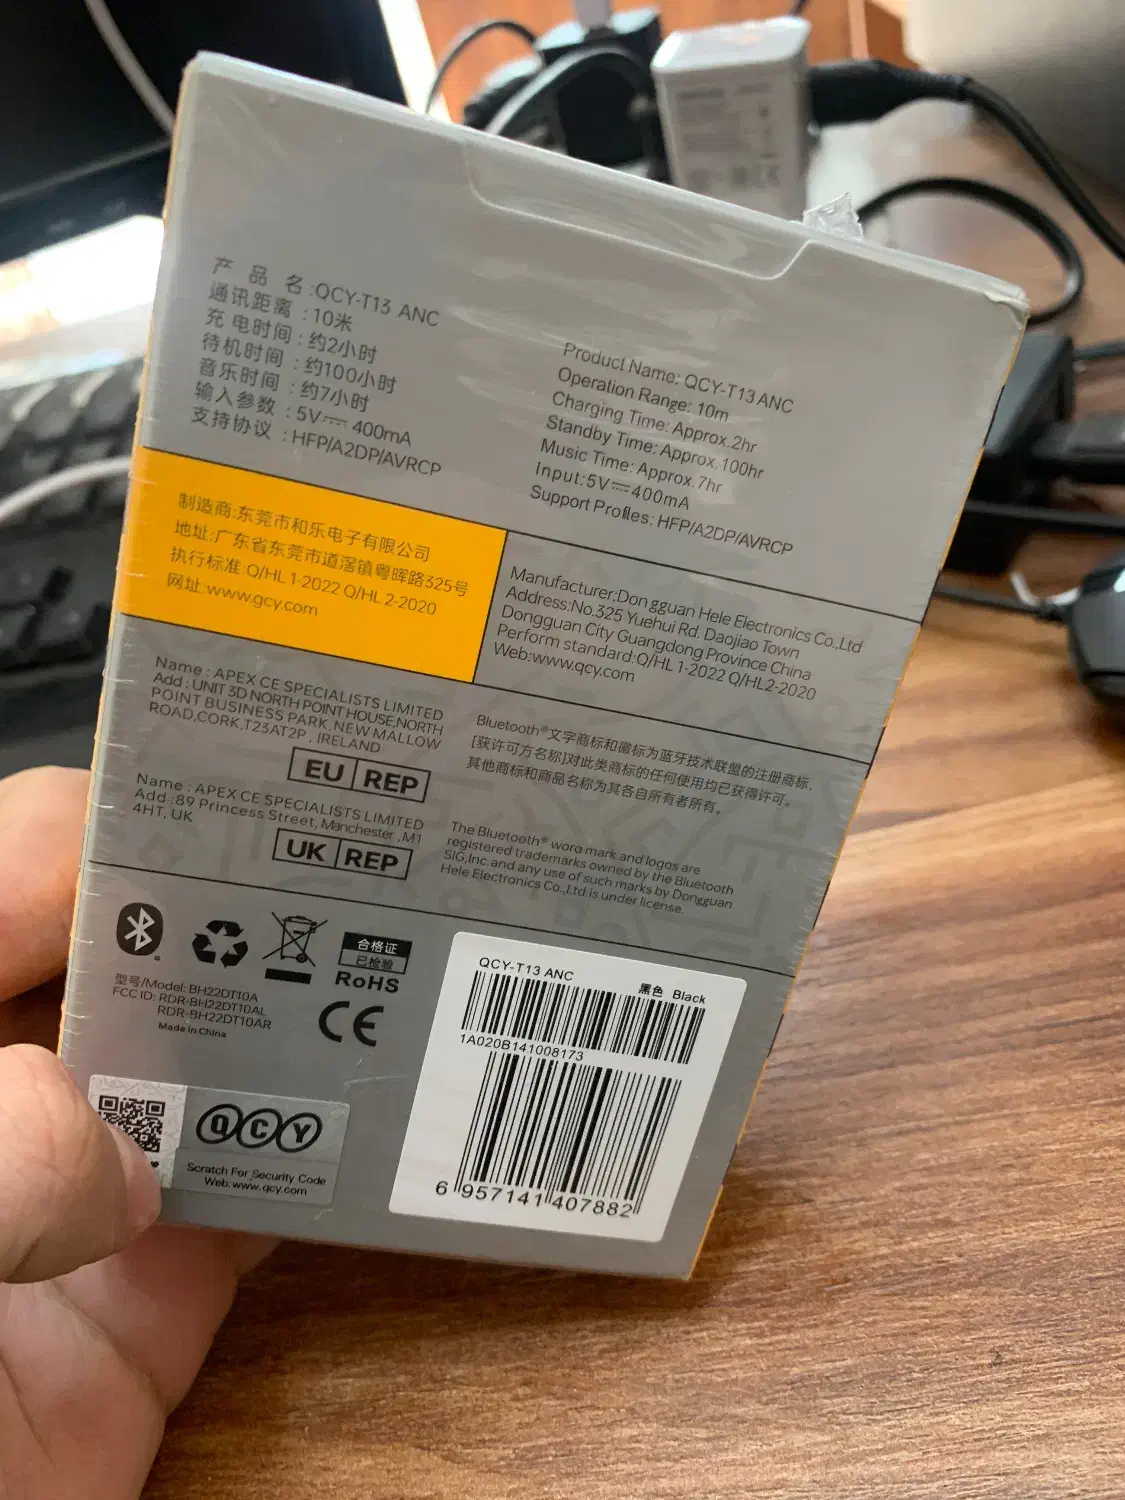 产 品 名:QCY-T13 ANC
通讯距离:10米
充电时间:约2小时
待机时间:约100小时
音乐时间:约7小时
输入参数:5V⎓400mA
支持协议:HFP/A2DP/AVRCP
Product Name: QCY-T13 ANC
Operation Range: 10m
Charging Time: Approx.2hr
Standby Time: Approx.100hr
Music Time: Approx.7hr
Input:5V⎓400mA
Support Profiles: HFP/A2DP/AVRCP
制造商:东莞市和乐电子有限公司
地址:广东省东莞市道滘镇粤晖路325号
执行标准:Q/HL 1-2022 Q/HL 2-2020
网址:www.qcy.com
Manufacturer:Don gguan Hele Electronics Co.,Ltd
Address:No.325 Yuehui Rd. Daojiao Town
Dongguan City Guangdong Province China
Perform standard:Q/HL 1-2022 Q/HL2-2020
Web:www.qcy.com
Name : APEX CE SPECIALISTS LIMITED
Add : UNIT 3D NORTH POINT HOUSE,NORTH
POINT BUSINESS PARK,NEW MALLOW
ROAD,CORK,T23AT2P , IRELAND
EU REP
Name : APEX CE SPECIALISTS LIMITED
Add :89 Princess Street, Manchester ,M1
4HT, UK
UK REP
Bluetooth®文字商标和徽标为蓝牙技术联盟的注册商标,
[获许可方名称]对此类商标的任何使用均已获得许可。
其他商标和商品名称为其各自所有者所有。
The Bluetooth® word mark and logos are
registered trademarks owned by the Bluetooth
SIG,Inc.and any use of such marks by Dongguan
Hele Electronics Co.,Ltd is under license.
合格证
已检验
RoHS
CE
型号/Model: BH22DT10A
FCC ID: RDR-BH22DT10AL
RDR-BH22DT10AR
Made in China
QCY
Scratch For Security Code
Web:www.qcy.com
QCY-T13 ANC
黑色 Black
1A020B141008173
6 957141 407882